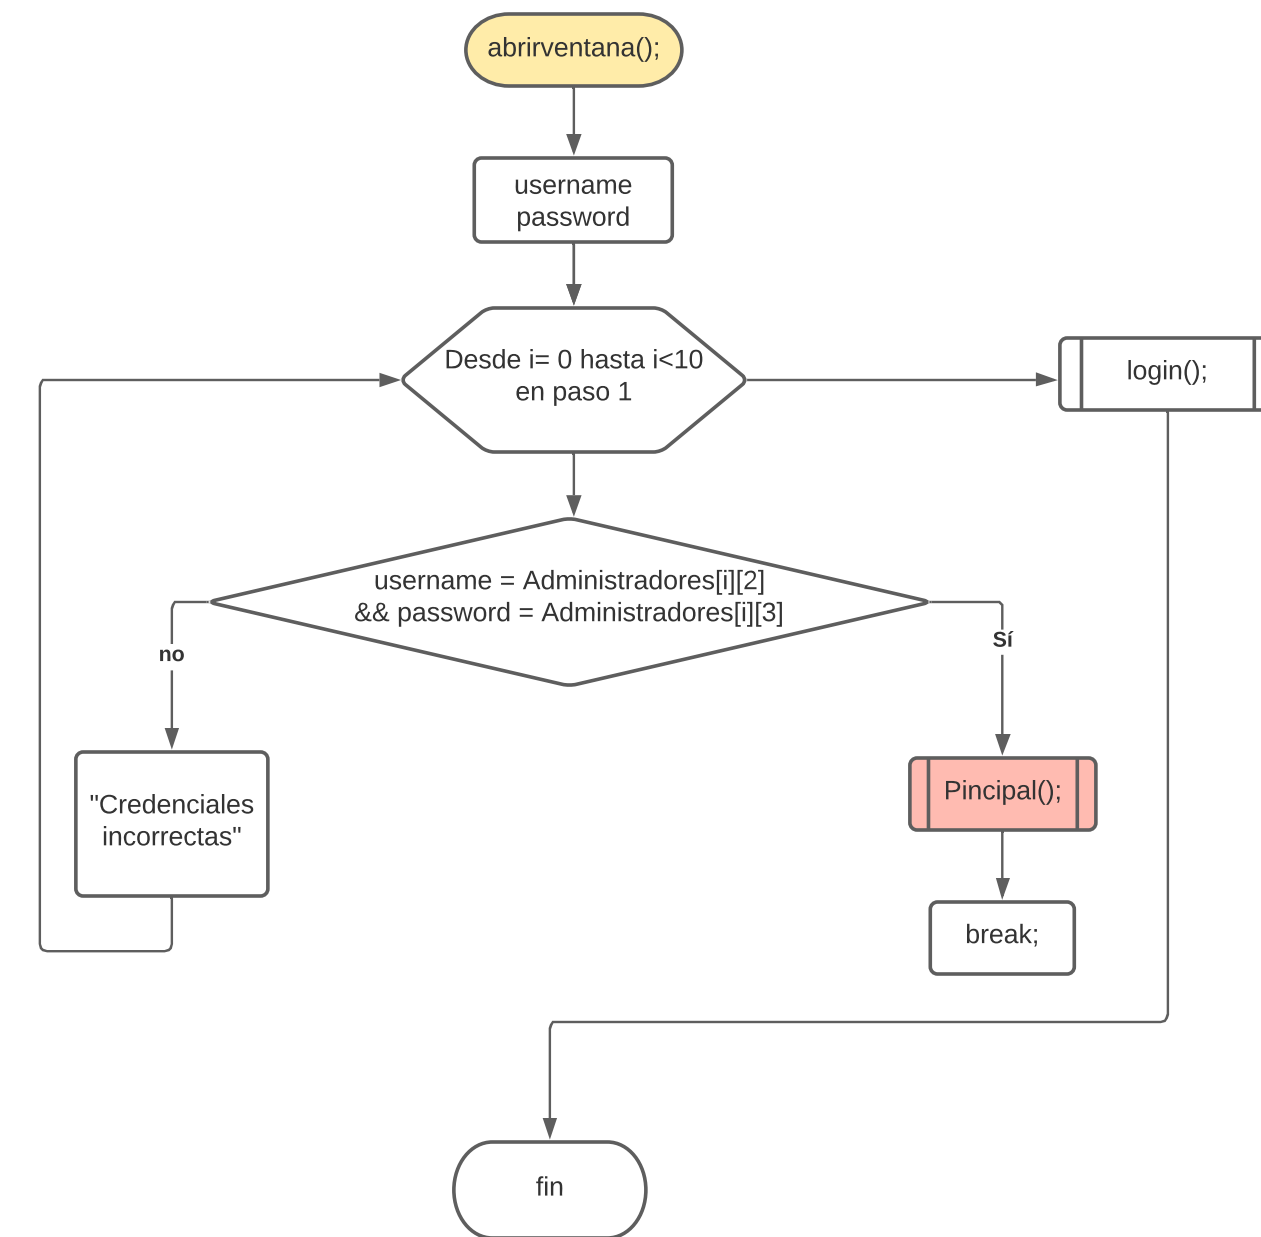 abrirventana();
username
password
Desde i= 0 hasta i<10
en paso 1
login();
username = Administradores[i][2]
&& password = Administradores[i][3]
no
Sí
"Credenciales
incorrectas"
Pincipal();
break;
fin